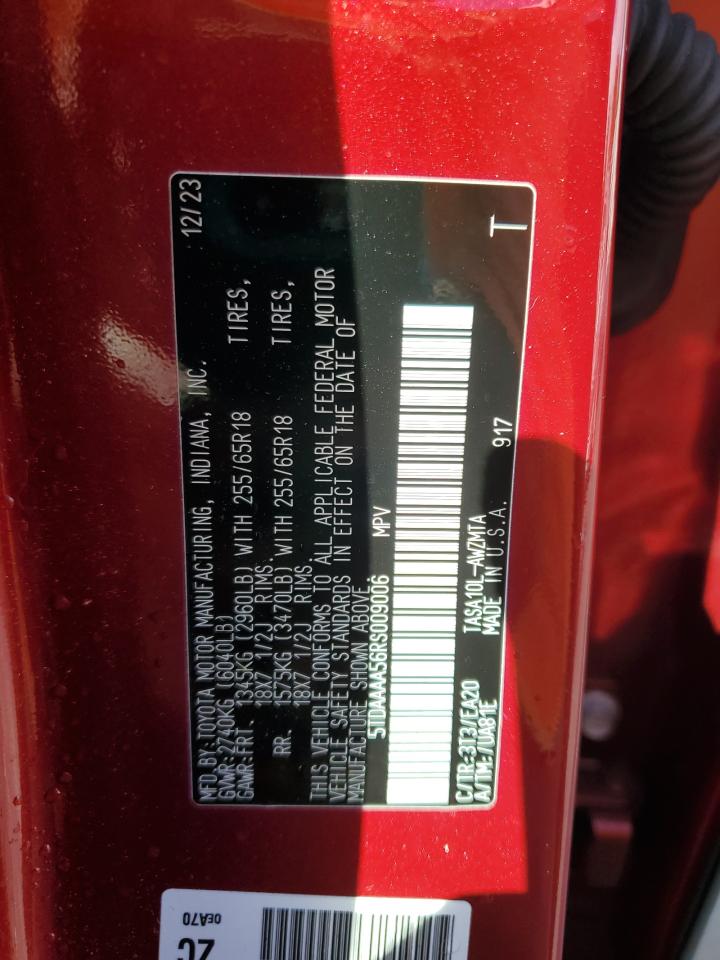 MFD.BY:TOYOTA MOTOR MANUFACTURING, INDIANA, INC. 12/23
GVWR:2740KG (6040LB)
GAWR:FRT. 1345KG (2960LB) WITH 255/65R18 TIRES,
18X7 1/2J RIMS.
RR. 1575KG (3470LB) WITH 255/65R18 TIRES,
18X7 1/2J RIMS.
THIS VEHICLE CONFORMS TO ALL APPLICABLE FEDERAL MOTOR
VEHICLE SAFETY STANDARDS IN EFFECT ON THE DATE OF
MANUFACTURE SHOWN ABOVE.
5TDAAAA56RS009006 MPV
C/TR:3T3/EA20 TASA10L-AWZMTA
A/TM:-/UA81E MADE IN U.S.A. 917 T
0EA70
ZC